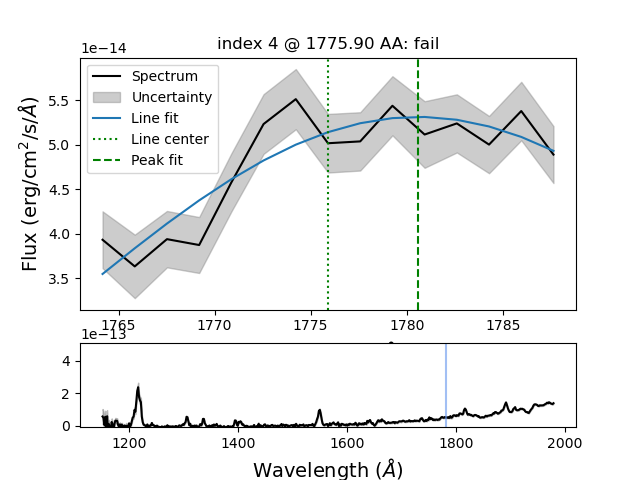 index 4 @ 1775.90 AA: fail
1e−14
Spectrum
Uncertainty
Line fit
Line center
Peak fit
Flux (erg/cm²/s/Å)
5.5
5.0
4.5
4.0
3.5
1765 1770 1775 1780 1785
1e−13
4
2
0
1200 1400 1600 1800 2000
Wavelength (Å)